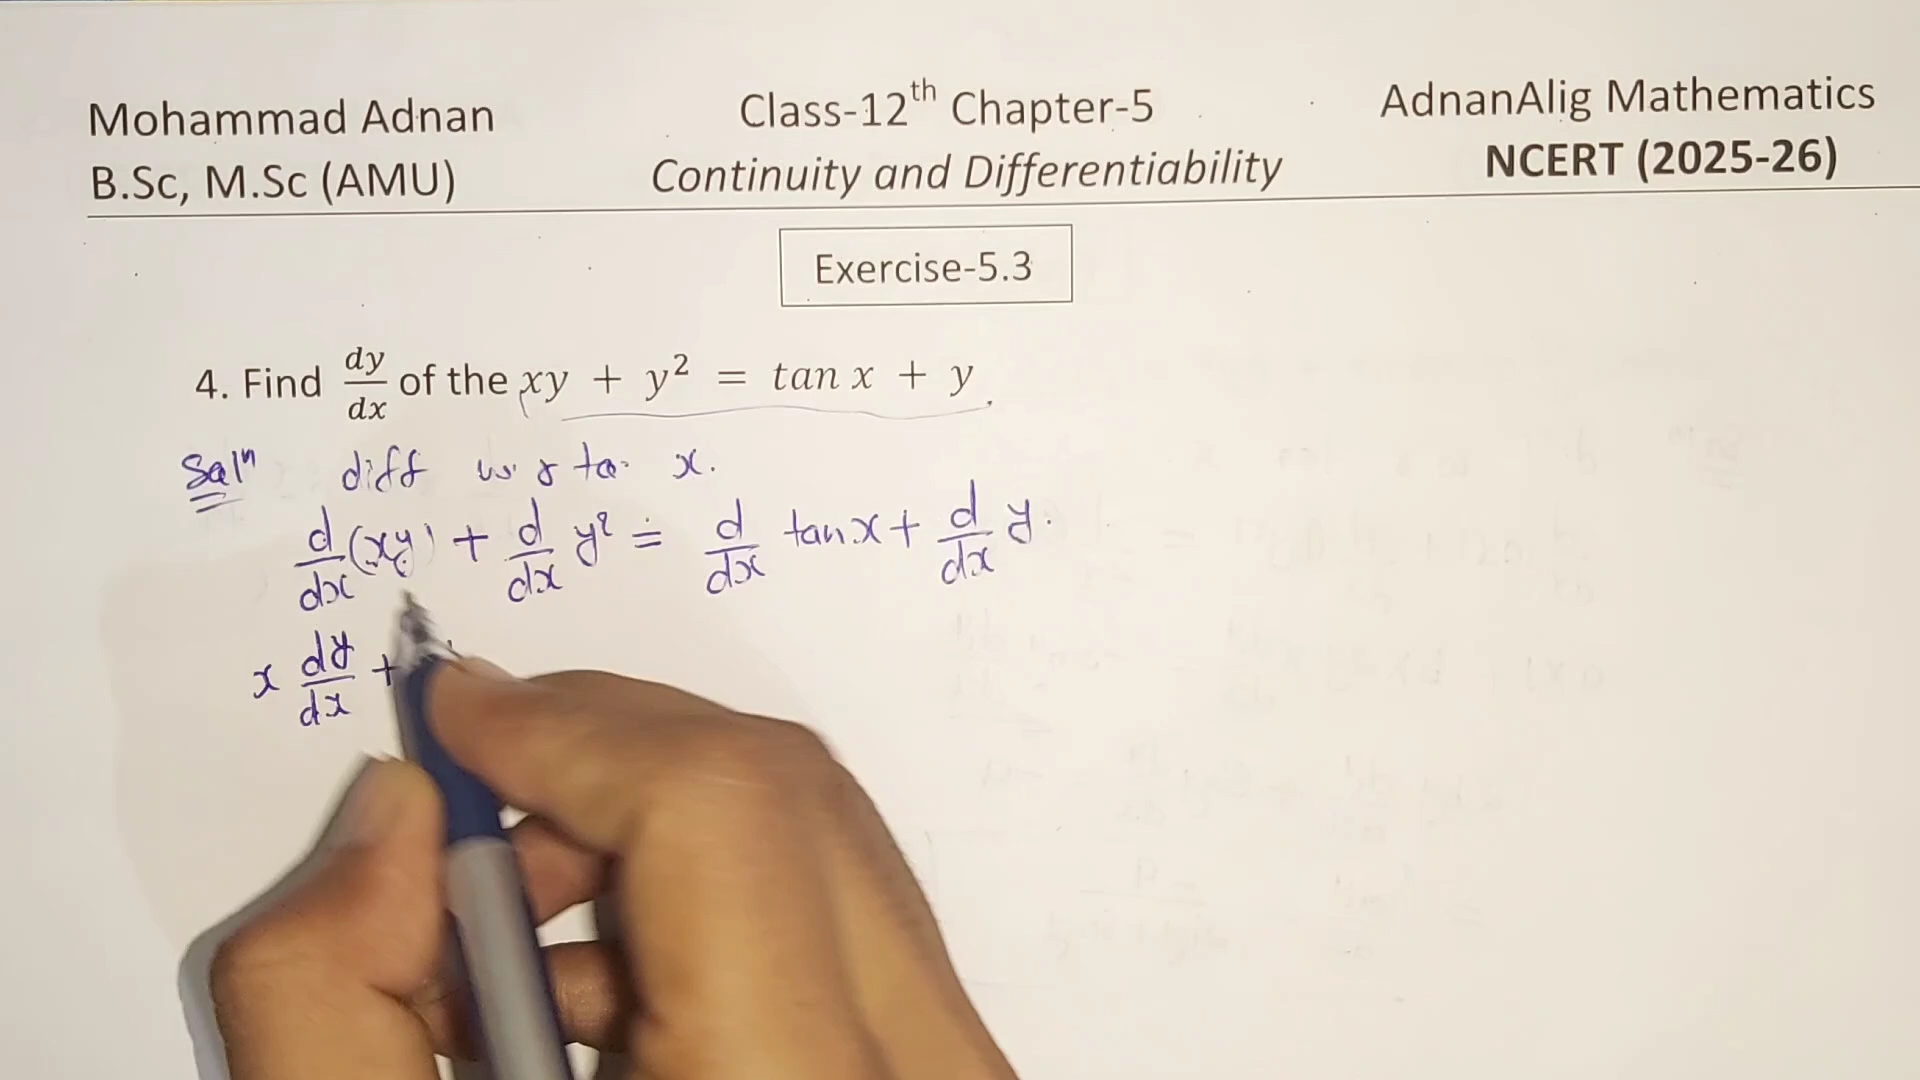 Mohammad Adnan
B.Sc, M.Sc (AMU)
Class-12th Chapter-5
Continuity and Differentiability
AdnanAlig Mathematics
NCERT (2025-26)
Exercise-5.3
4. Find dy/dx of the xy + y² = tan x + y
Salⁿ diff w r to x.
d/dx (xy) + d/dx y² = d/dx tanx + d/dx y.
x dy/dx +